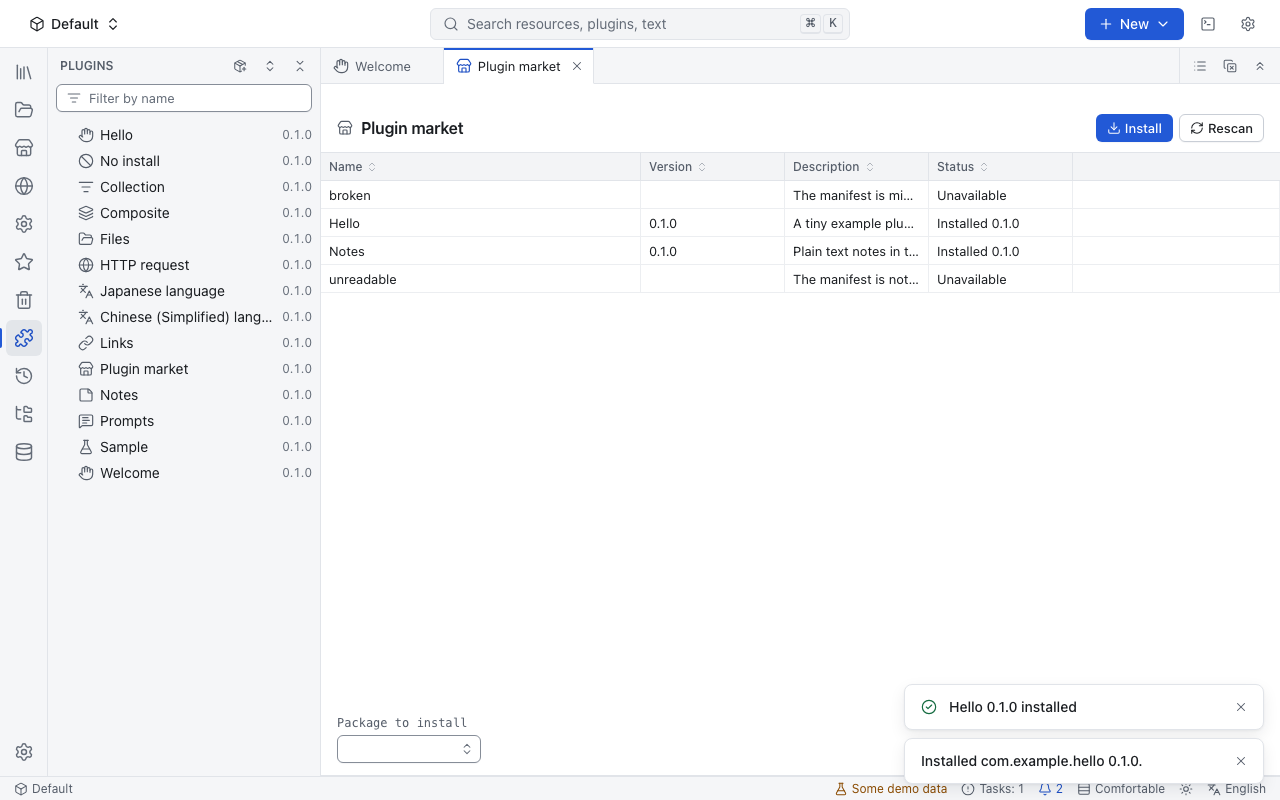 Default
Search resources, plugins, text
⌘ K
New
PLUGINS
Filter by name
Hello 0.1.0
No install 0.1.0
Collection 0.1.0
Composite 0.1.0
Files 0.1.0
HTTP request 0.1.0
Japanese language 0.1.0
Chinese (Simplified) lang... 0.1.0
Links 0.1.0
Plugin market 0.1.0
Notes 0.1.0
Prompts 0.1.0
Sample 0.1.0
Welcome 0.1.0
Welcome
Plugin market
Plugin market
Install
Rescan
Name Version Description Status
broken The manifest is mi... Unavailable
Hello 0.1.0 A tiny example plu... Installed 0.1.0
Notes 0.1.0 Plain text notes in t... Installed 0.1.0
unreadable The manifest is not... Unavailable
Package to install
Hello 0.1.0 installed
Installed com.example.hello 0.1.0.
Default
Some demo data
Tasks: 1
2
Comfortable
English